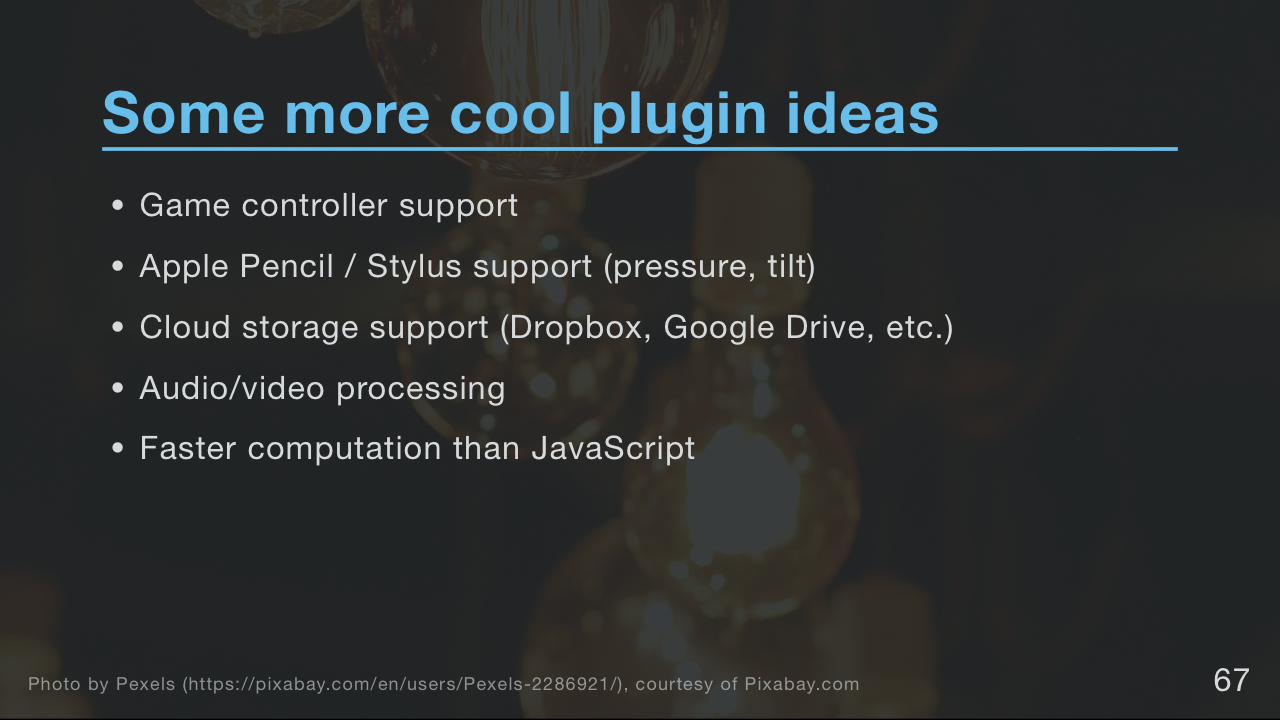 Some more cool plugin ideas
• Game controller support
• Apple Pencil / Stylus support (pressure, tilt)
• Cloud storage support (Dropbox, Google Drive, etc.)
• Audio/video processing
• Faster computation than JavaScript
Photo by Pexels (https://pixabay.com/en/users/Pexels-2286921/), courtesy of Pixabay.com
67